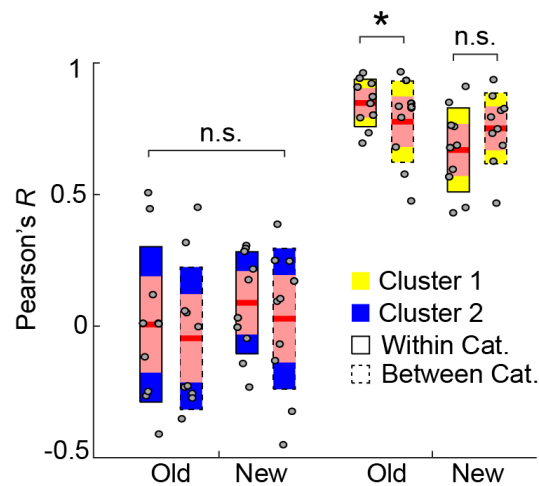 *
n.s.
n.s.
1
0.5
0
-0.5
Pearson's R
Cluster 1
Cluster 2
Within Cat.
Between Cat.
Old New Old New